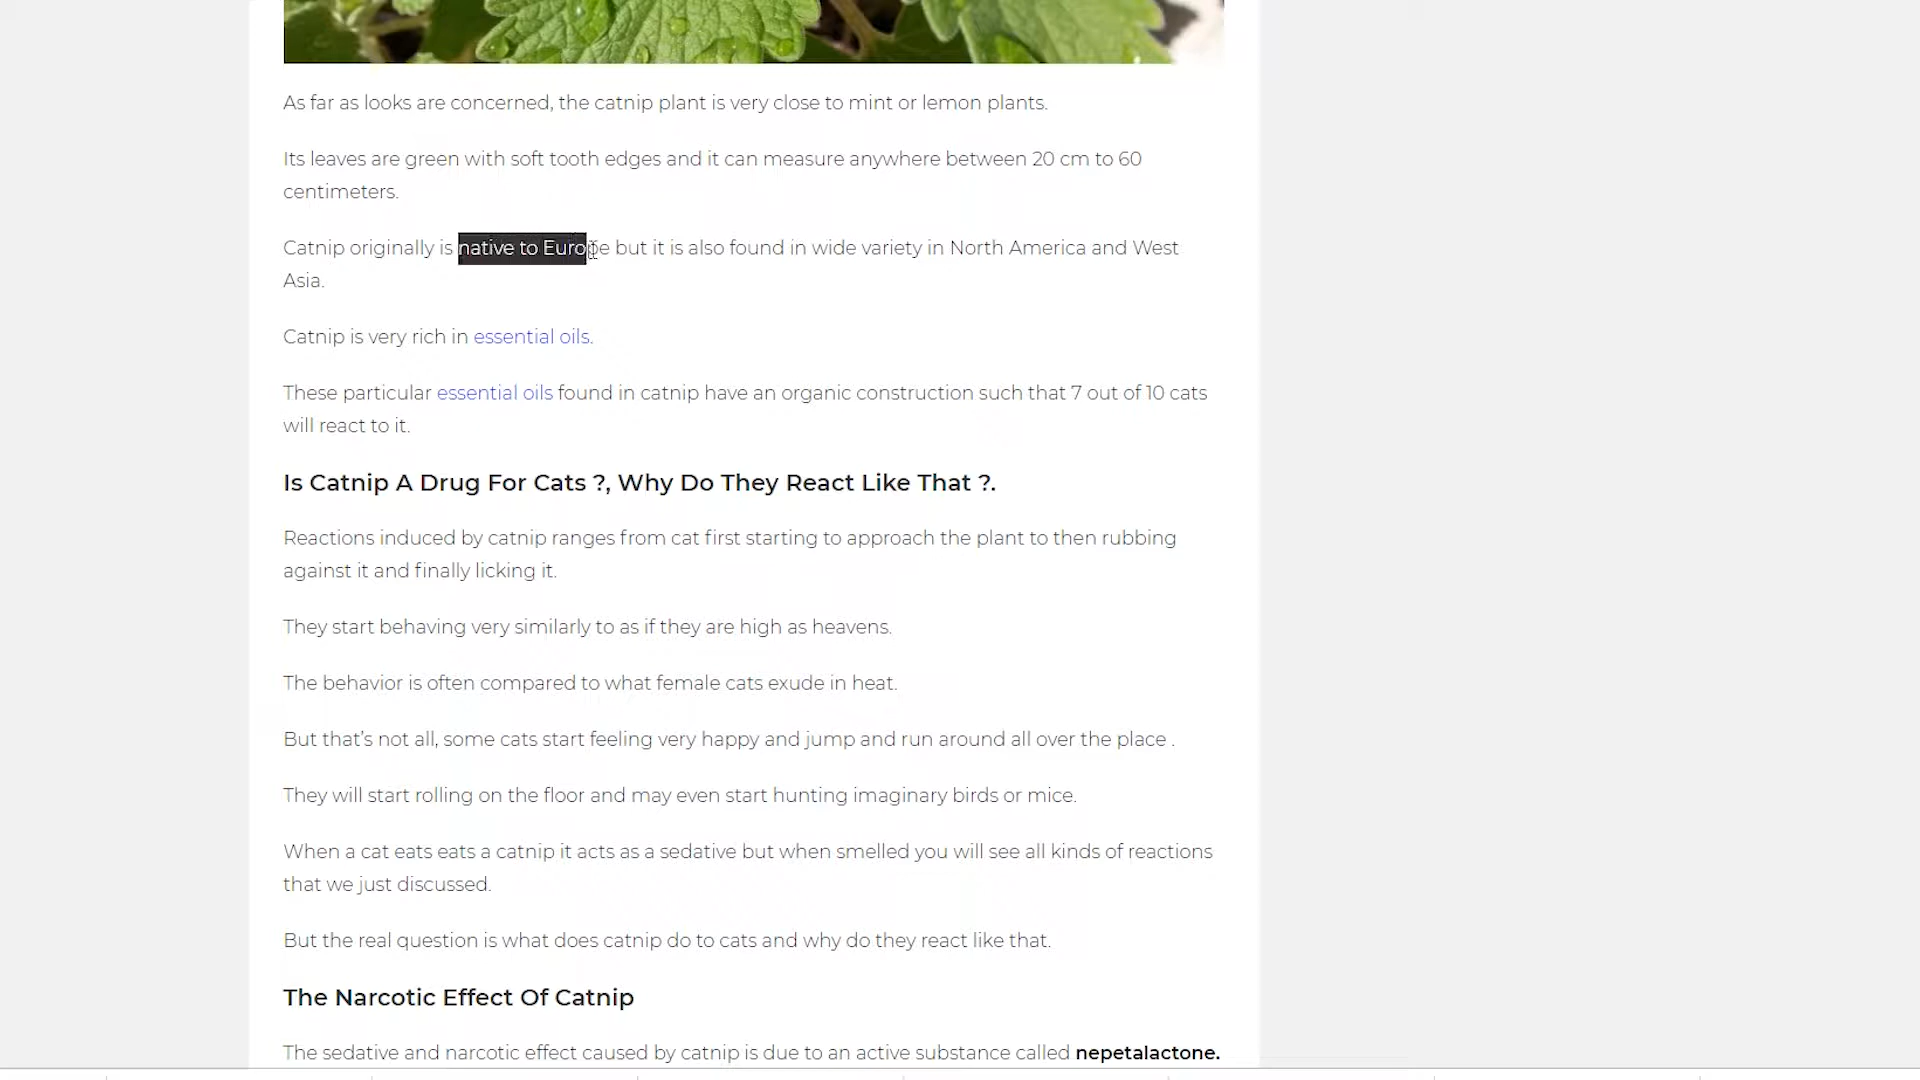 As far as looks are concerned, the catnip plant is very close to mint or lemon plants.
Its leaves are green with soft tooth edges and it can measure anywhere between 20 cm to 60
centimeters.
Catnip originally is native to Europe but it is also found in wide variety in North America and West
Asia.
Catnip is very rich in essential oils.
These particular essential oils found in catnip have an organic construction such that 7 out of 10 cats
will react to it.
Is Catnip A Drug For Cats ?, Why Do They React Like That ?.
Reactions induced by catnip ranges from cat first starting to approach the plant to then rubbing
against it and finally licking it.
They start behaving very similarly to as if they are high as heavens.
The behavior is often compared to what female cats exude in heat.
But that’s not all, some cats start feeling very happy and jump and run around all over the place .
They will start rolling on the floor and may even start hunting imaginary birds or mice.
When a cat eats eats a catnip it acts as a sedative but when smelled you will see all kinds of reactions
that we just discussed.
But the real question is what does catnip do to cats and why do they react like that.
The Narcotic Effect Of Catnip
The sedative and narcotic effect caused by catnip is due to an active substance called nepetalactone.